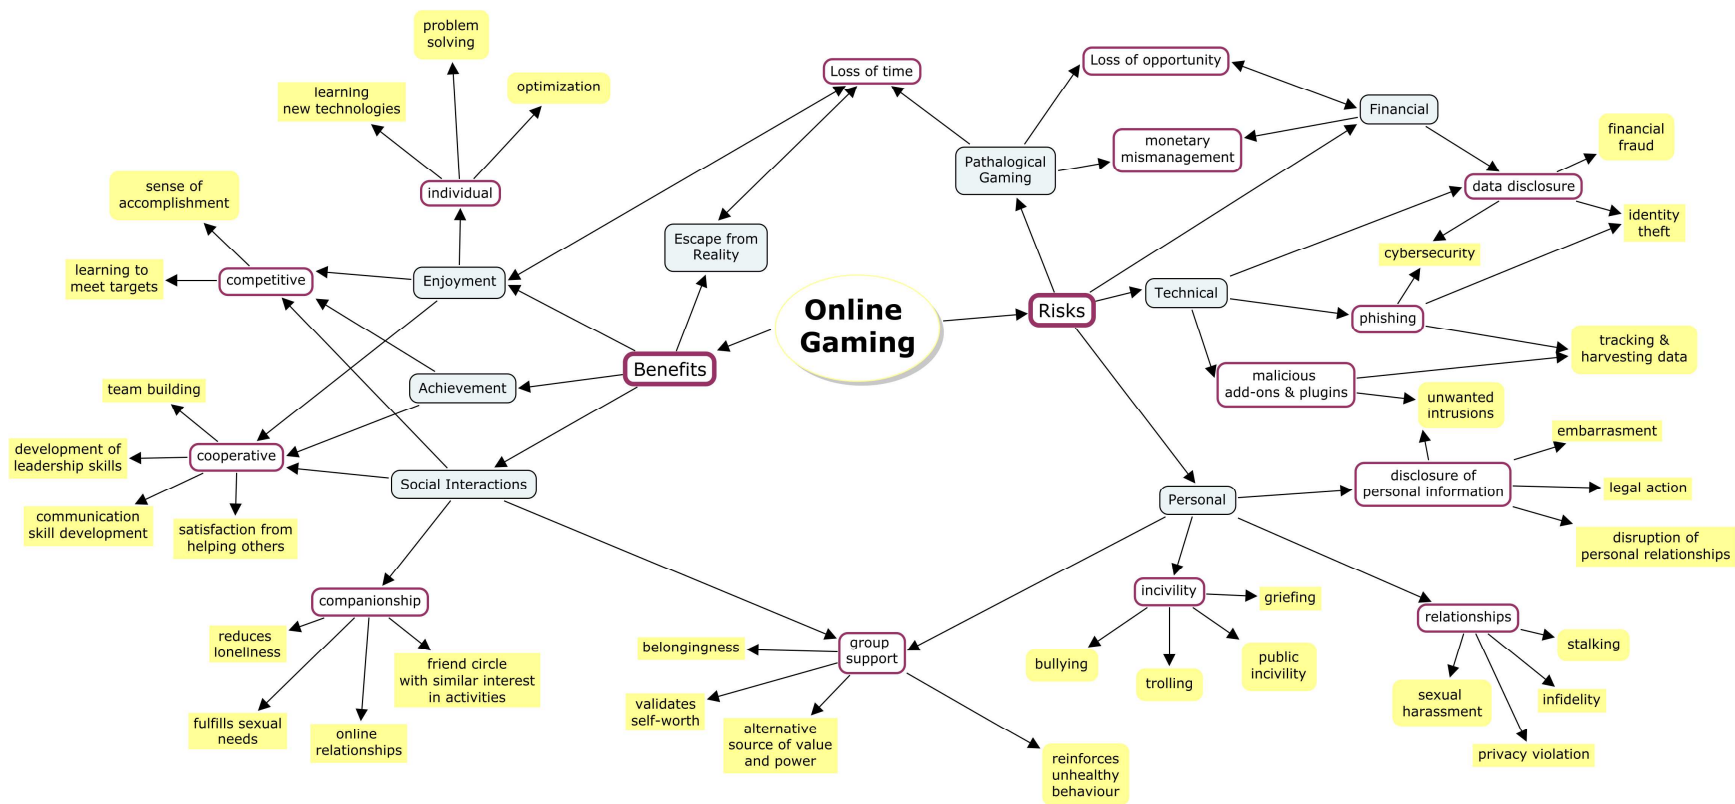 problem
solving
learning
new technologies
optimization
individual
sense of
accomplishment
learning to
meet targets
competitive
Enjoyment
Loss of time
Escape from
Reality
Pathalogical
Gaming
Loss of opportunity
monetary
mismanagement
Financial
financial
fraud
data disclosure
identity
theft
cybersecurity
Technical
phishing
tracking &
harvesting data
malicious
add-ons & plugins
unwanted
intrusions
Online
Gaming
Risks
Benefits
Achievement
team building
development of
leadership skills
cooperative
communication
skill development
satisfaction from
helping others
Social Interactions
Personal
disclosure of
personal information
embarrasment
legal action
disruption of
personal relationships
companionship
reduces
loneliness
fulfills sexual
needs
online
relationships
friend circle
with similar interest
in activities
group
support
belongingness
validates
self-worth
alternative
source of value
and power
reinforces
unhealthy
behaviour
incivility
griefing
bullying
trolling
public
incivility
relationships
stalking
sexual
harassment
infidelity
privacy violation